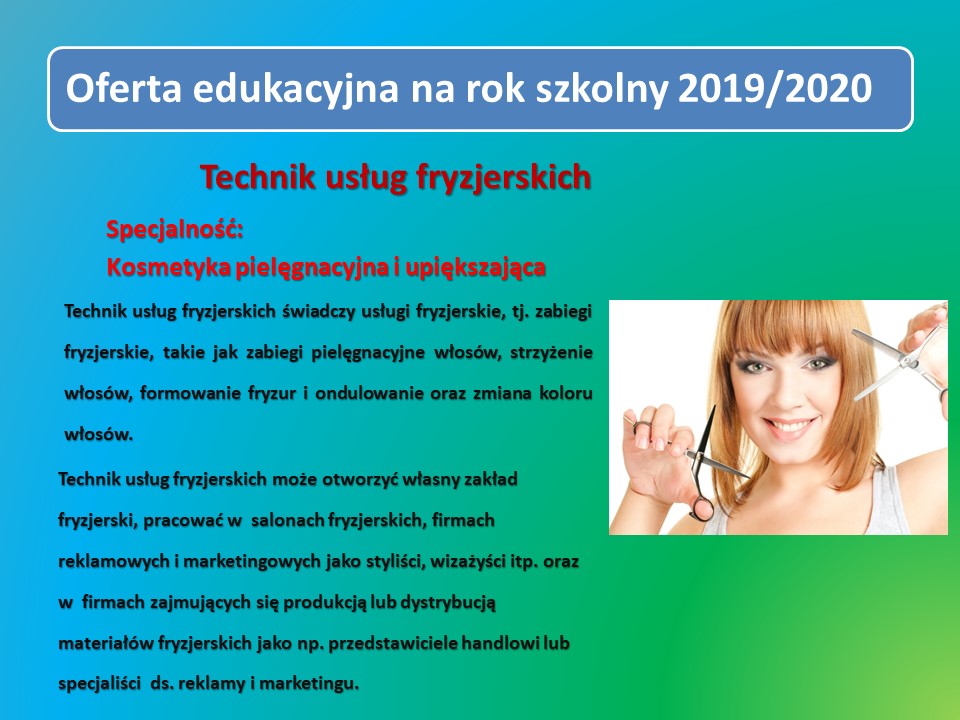 Oferta edukacyjna na rok szkolny 2019/2020
Technik usług fryzjerskich
Specjalność:
Kosmetyka pielęgnacyjna i upiększająca
Technik usług fryzjerskich świadczy usługi fryzjerskie, tj. zabiegi
fryzjerskie, takie jak zabiegi pielęgnacyjne włosów, strzyżenie
włosów, formowanie fryzur i ondulowanie oraz zmiana koloru
włosów.
Technik usług fryzjerskich może otworzyć własny zakład
fryzjerski, pracować w salonach fryzjerskich, firmach
reklamowych i marketingowych jako styliści, wizażyści itp. oraz
w firmach zajmujących się produkcją lub dystrybucją
materiałów fryzjerskich jako np. przedstawiciele handlowi lub
specjaliści ds. reklamy i marketingu.